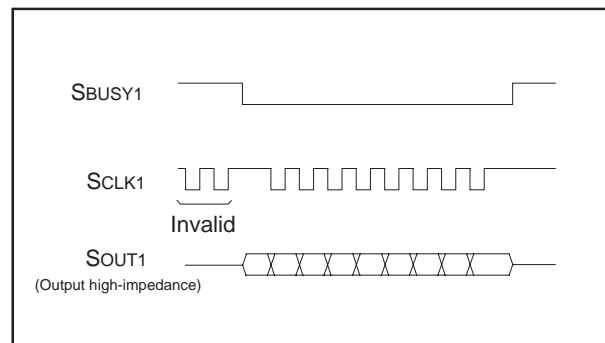 SBUSY1
SCLK1
Invalid
SOUT1
(Output high-impedance)